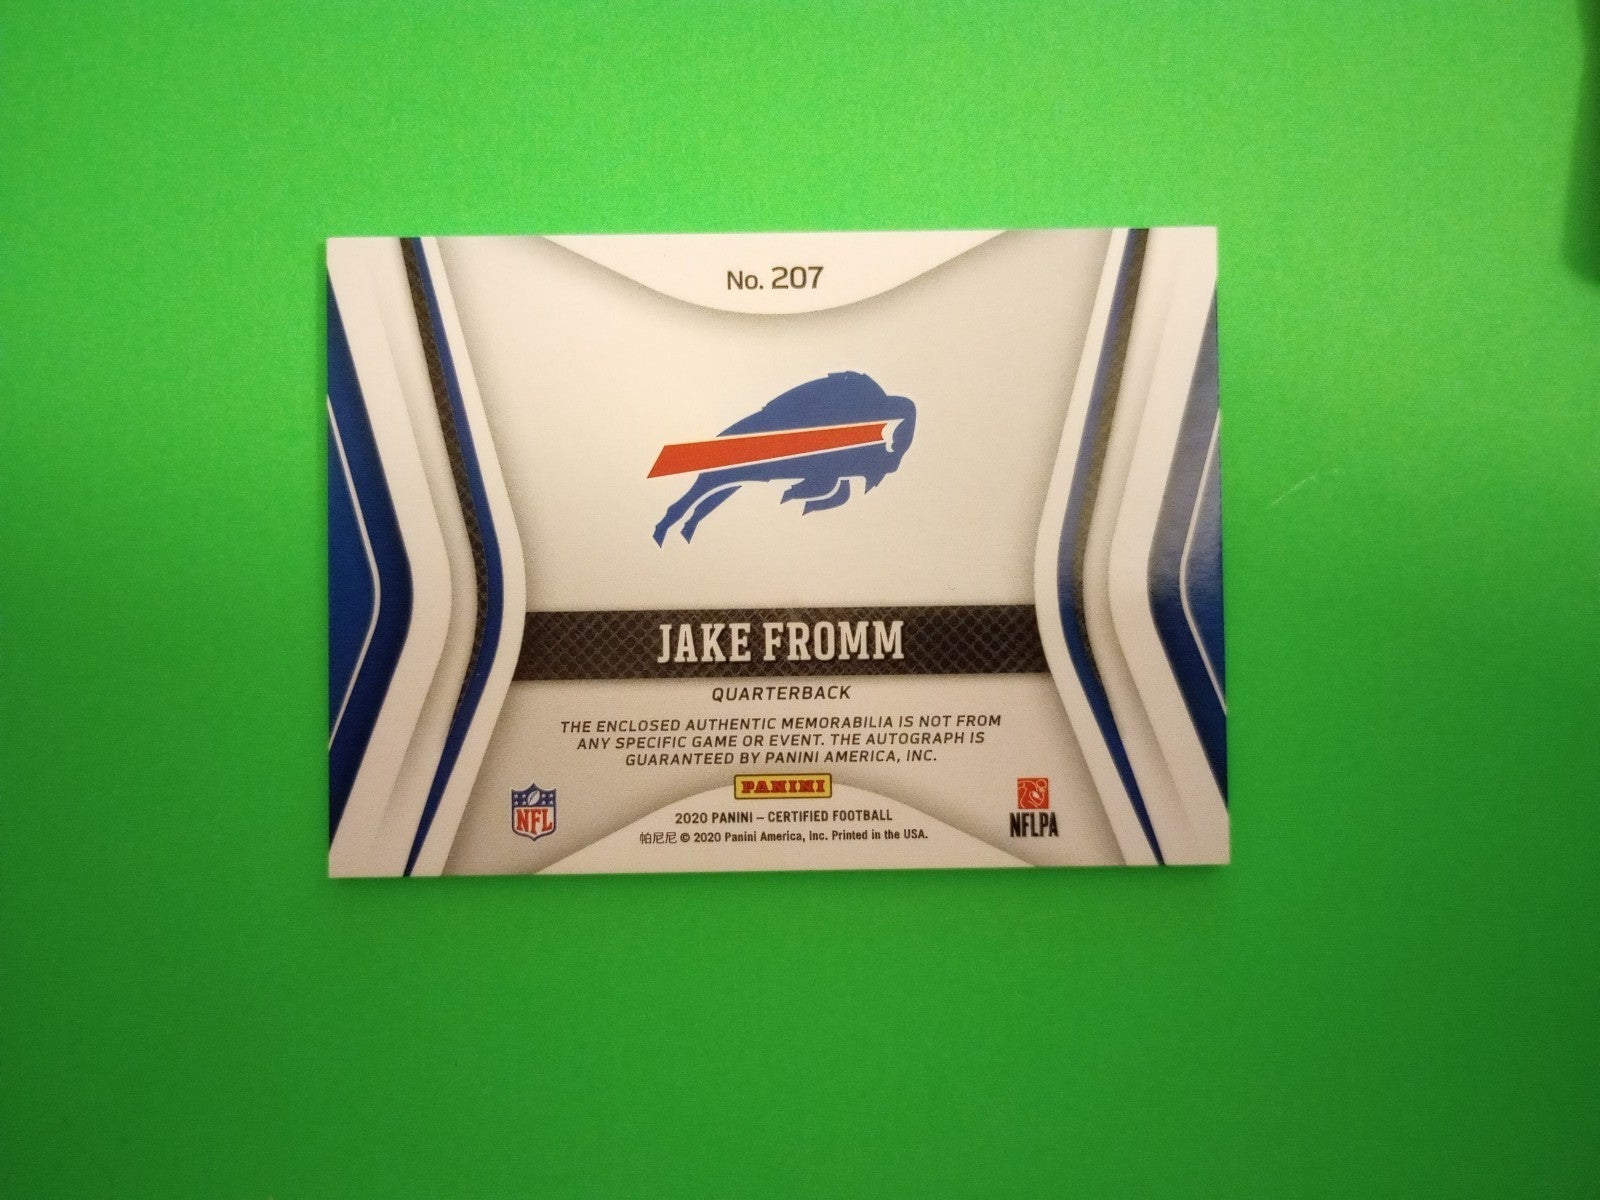 No. 207
JAKE FROMM
QUARTERBACK
THE ENCLOSED AUTHENTIC MEMORABILIA IS NOT FROM
ANY SPECIFIC GAME OR EVENT. THE AUTOGRAPH IS
GUARANTEED BY PANINI AMERICA, INC.
PANINI
NFL
2020 PANINI – CERTIFIED FOOTBALL
帕尼尼 © 2020 Panini America, Inc. Printed in the USA.
NFLPA